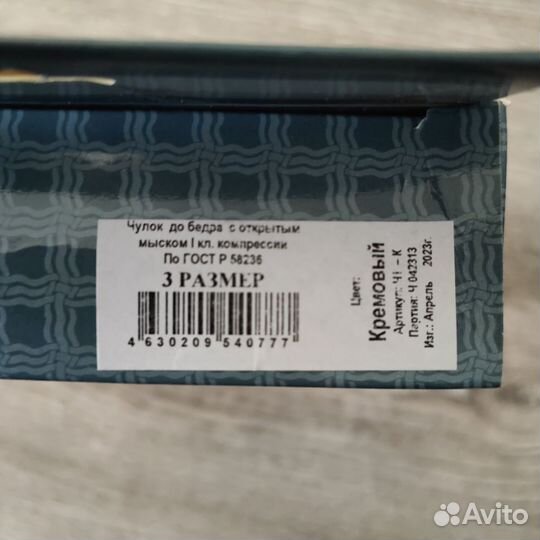 Чулок до бедра с открытым
мыском I кл. компрессии
По ГОСТ Р 58236
3 РАЗМЕР
4 630209 540777
Цвет:
Кремовый
Артикул: Ч1 - К
Партия: Ч 042313
Изг.: Апрель 2023г.
Avito